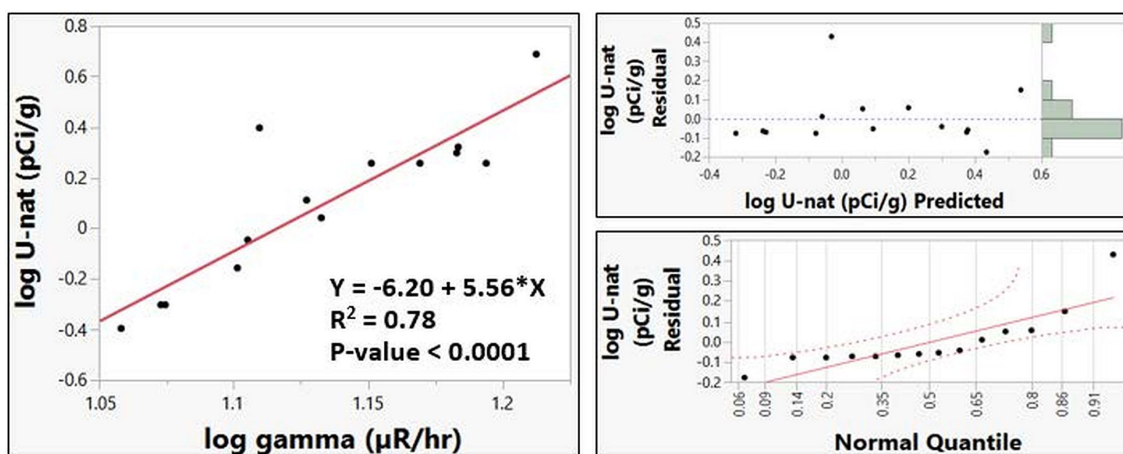 log U-nat (pCi/g)
0.8
0.6
0.4
0.2
0
-0.2
-0.4
-0.6
Y = -6.20 + 5.56*X
R² = 0.78
P-value < 0.0001
1.05 1.1 1.15 1.2
log gamma (µR/hr)
log U-nat
(pCi/g)
Residual
0.5
0.4
0.3
0.2
0.1
0.0
-0.1
-0.2
-0.4 -0.2 0.0 0.2 0.4 0.6
log U-nat (pCi/g) Predicted
log U-nat
(pCi/g)
Residual
0.5
0.4
0.3
0.2
0.1
0.0
-0.1
-0.2
0.06 0.09 0.14 0.2 0.35 0.5 0.65 0.8 0.86 0.91
Normal Quantile